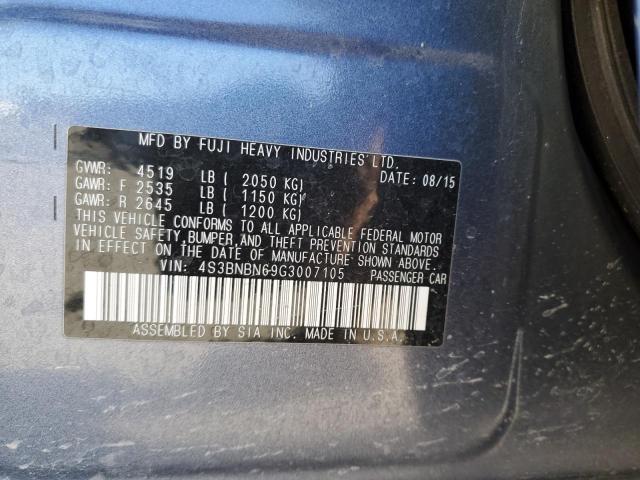 MFD BY FUJI HEAVY INDUSTRIES LTD.
GVWR: 4519 LB ( 2050 KG) DATE: 08/15
GAWR: F 2535 LB ( 1150 KG)
GAWR: R 2645 LB ( 1200 KG)
THIS VEHICLE CONFORMS TO ALL APPLICABLE FEDERAL MOTOR
VEHICLE SAFETY, BUMPER, AND THEFT PREVENTION STANDARDS
IN EFFECT ON THE DATE OF MANUFACTURE SHOWN ABOVE.
VIN: 4S3BNBN69G3007105 PASSENGER CAR
ASSEMBLED BY SIA INC. MADE IN U.S.A.